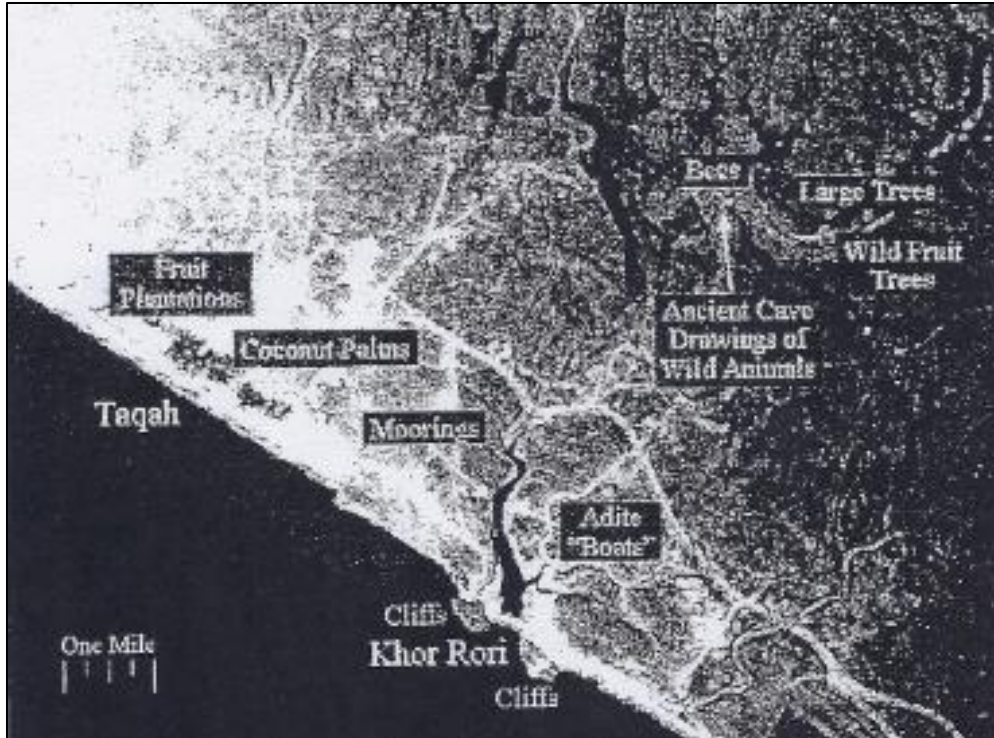 Bees
Large Trees
Wild Fruit
Trees
Fruit
Plantations
Ancient Cave
Drawings of
Wild Animals
Coconut Palms
Taqah
Moorings
Adite
"Boats"
Cliffs
Khor Rori
Cliffs
One Mile